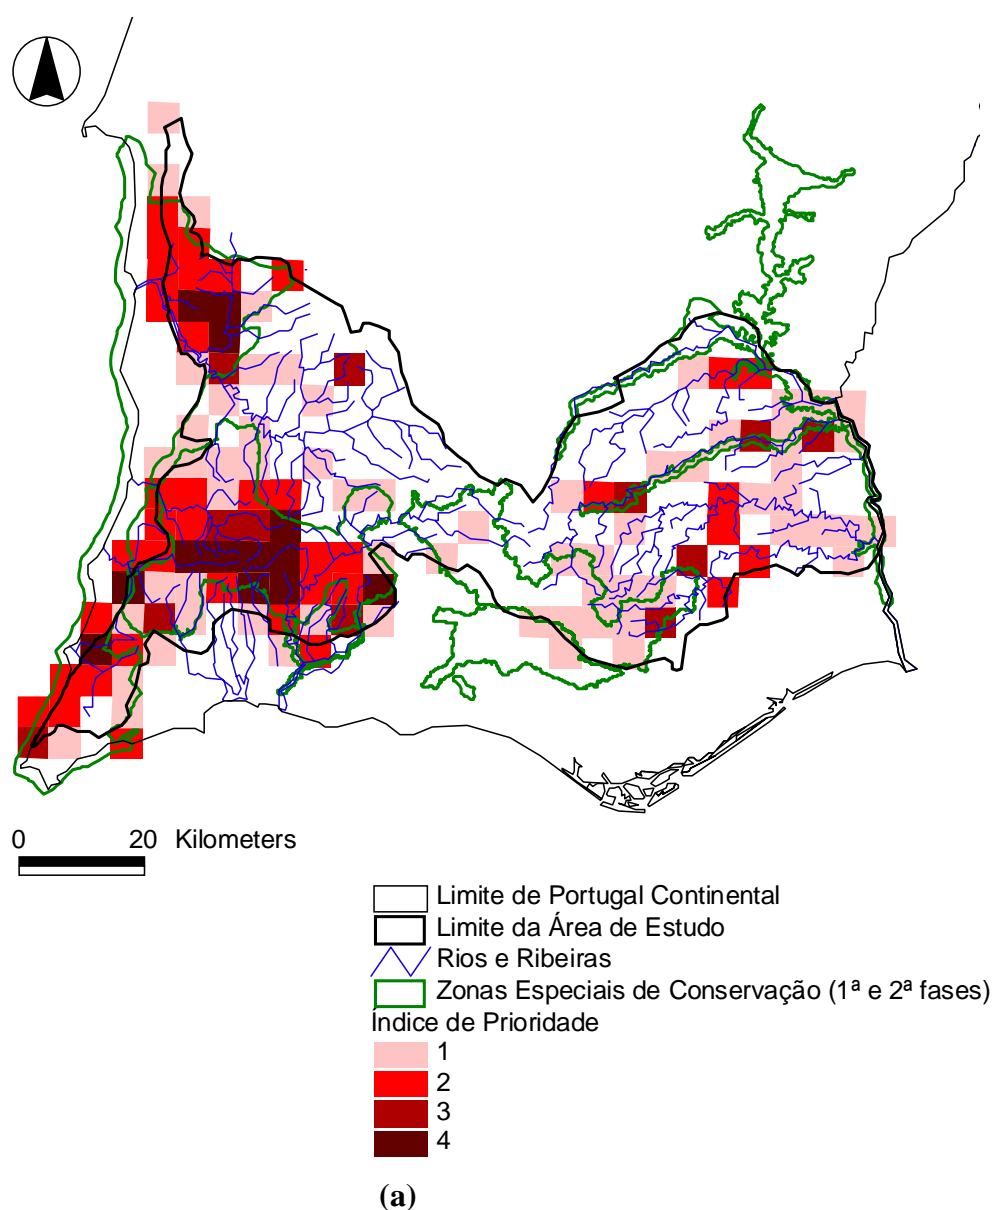 0 20 Kilometers
Limite de Portugal Continental
Limite da Área de Estudo
Rios e Ribeiras
Zonas Especiais de Conservação (1ª e 2ª fases)
Índice de Prioridade
1
2
3
4
(a)